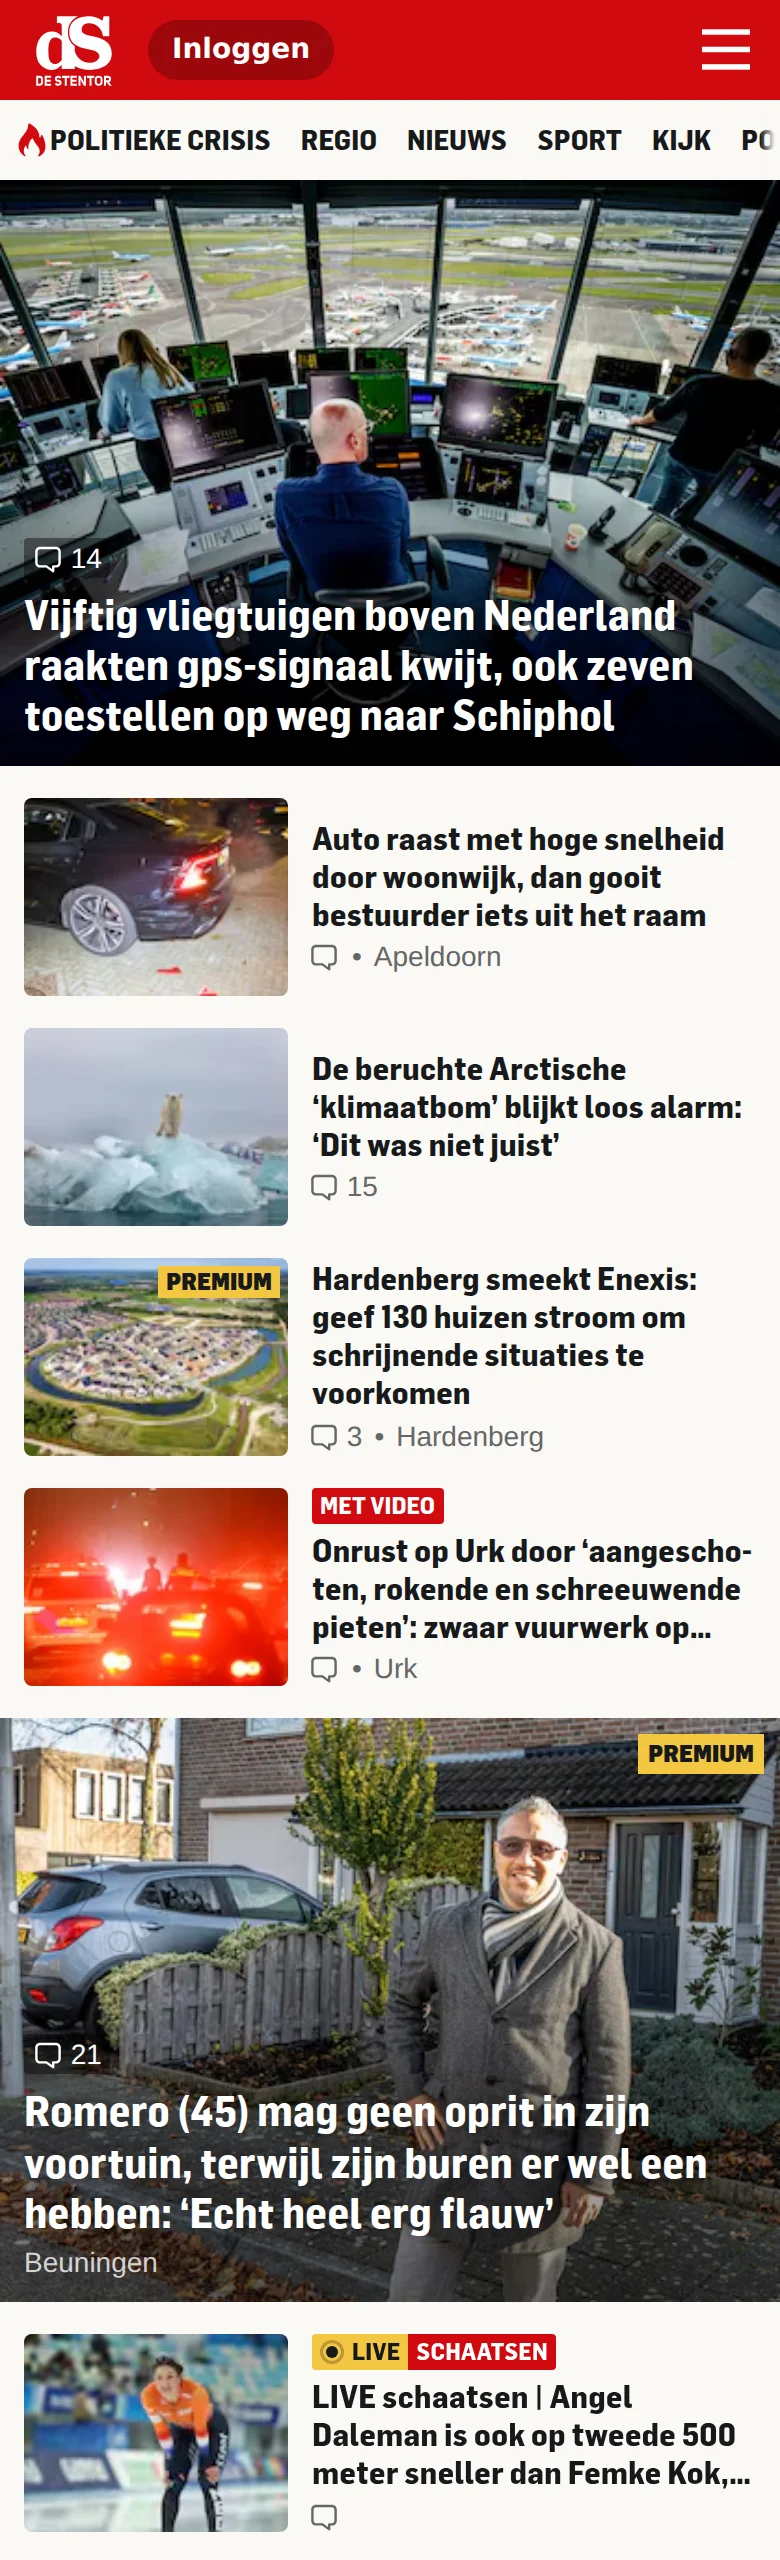 dS
DE STENTOR
Inloggen
POLITIEKE CRISIS REGIO NIEUWS SPORT KIJK PO
14
Vijftig vliegtuigen boven Nederland
raakten gps-signaal kwijt, ook zeven
toestellen op weg naar Schiphol
Auto raast met hoge snelheid
door woonwijk, dan gooit
bestuurder iets uit het raam
• Apeldoorn
De beruchte Arctische
‘klimaatbom’ blijkt loos alarm:
‘Dit was niet juist’
15
PREMIUM
Hardenberg smeekt Enexis:
geef 130 huizen stroom om
schrijnende situaties te
voorkomen
3 • Hardenberg
MET VIDEO
Onrust op Urk door ‘aangescho-
ten, rokende en schreeuwende
pieten’: zwaar vuurwerk op...
• Urk
PREMIUM
21
Romero (45) mag geen oprit in zijn
voortuin, terwijl zijn buren er wel een
hebben: ‘Echt heel erg flauw’
Beuningen
LIVE SCHAATSEN
LIVE schaatsen | Angel
Daleman is ook op tweede 500
meter sneller dan Femke Kok,...